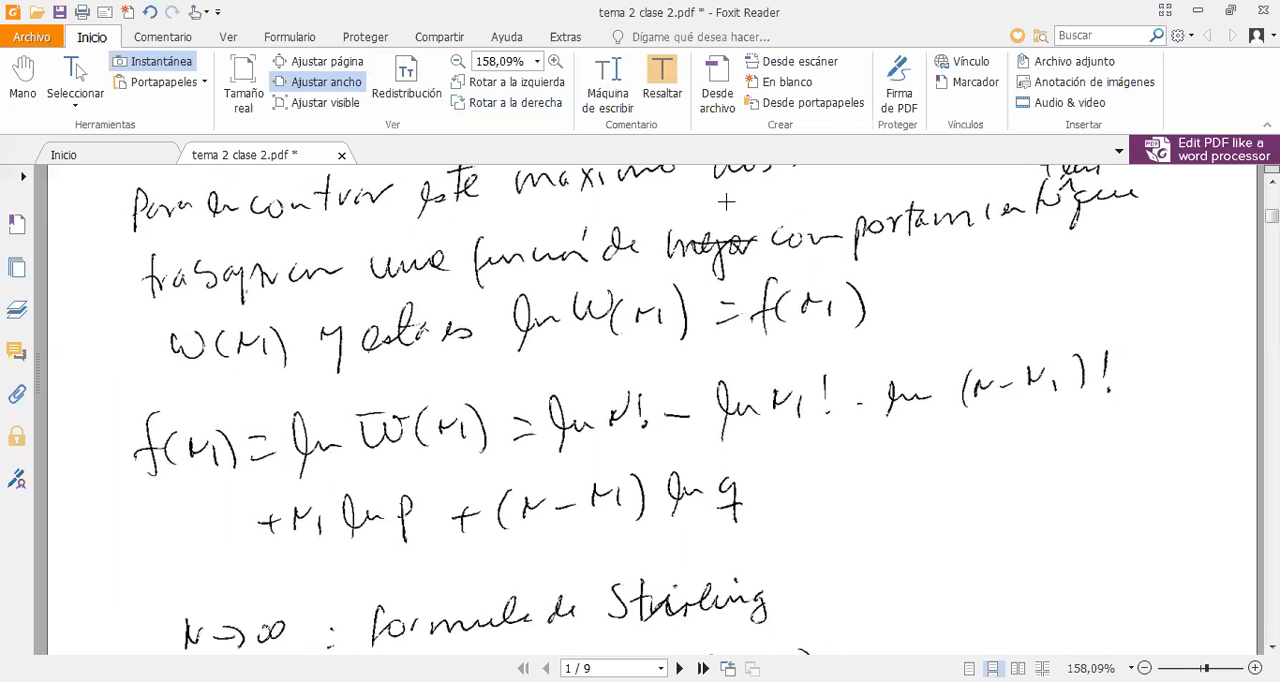 tema 2 clase 2.pdf * - Foxit Reader
Archivo Inicio Comentario Ver Formulario Proteger Compartir Ayuda Extras Dígame qué desea hacer... Buscar
Mano Seleccionar Instantánea Portapapeles
Tamaño real Ajustar página Ajustar ancho Ajustar visible Redistribución Rotar a la izquierda Rotar a la derecha 158,09%
Máquina de escribir Resaltar
Desde archivo Desde escáner En blanco Desde portapapeles
Firma de PDF
Vínculo Marcador
Archivo adjunto Anotación de imágenes Audio & video
Herramientas Ver Comentario Crear Proteger Vínculos Insertar
Inicio tema 2 clase 2.pdf * Edit PDF like a word processor
Para encontrar este maximo
una función de comportamiento que
W(N1) y esta es ln W(N1) = f(N1)
f(N1) = ln W(N1) = ln N! - ln N1! - ln (N-N1)!
+ N1 ln p + (N-N1) ln q
N → ∞ : formula de Stirling
1 / 9 158,09%